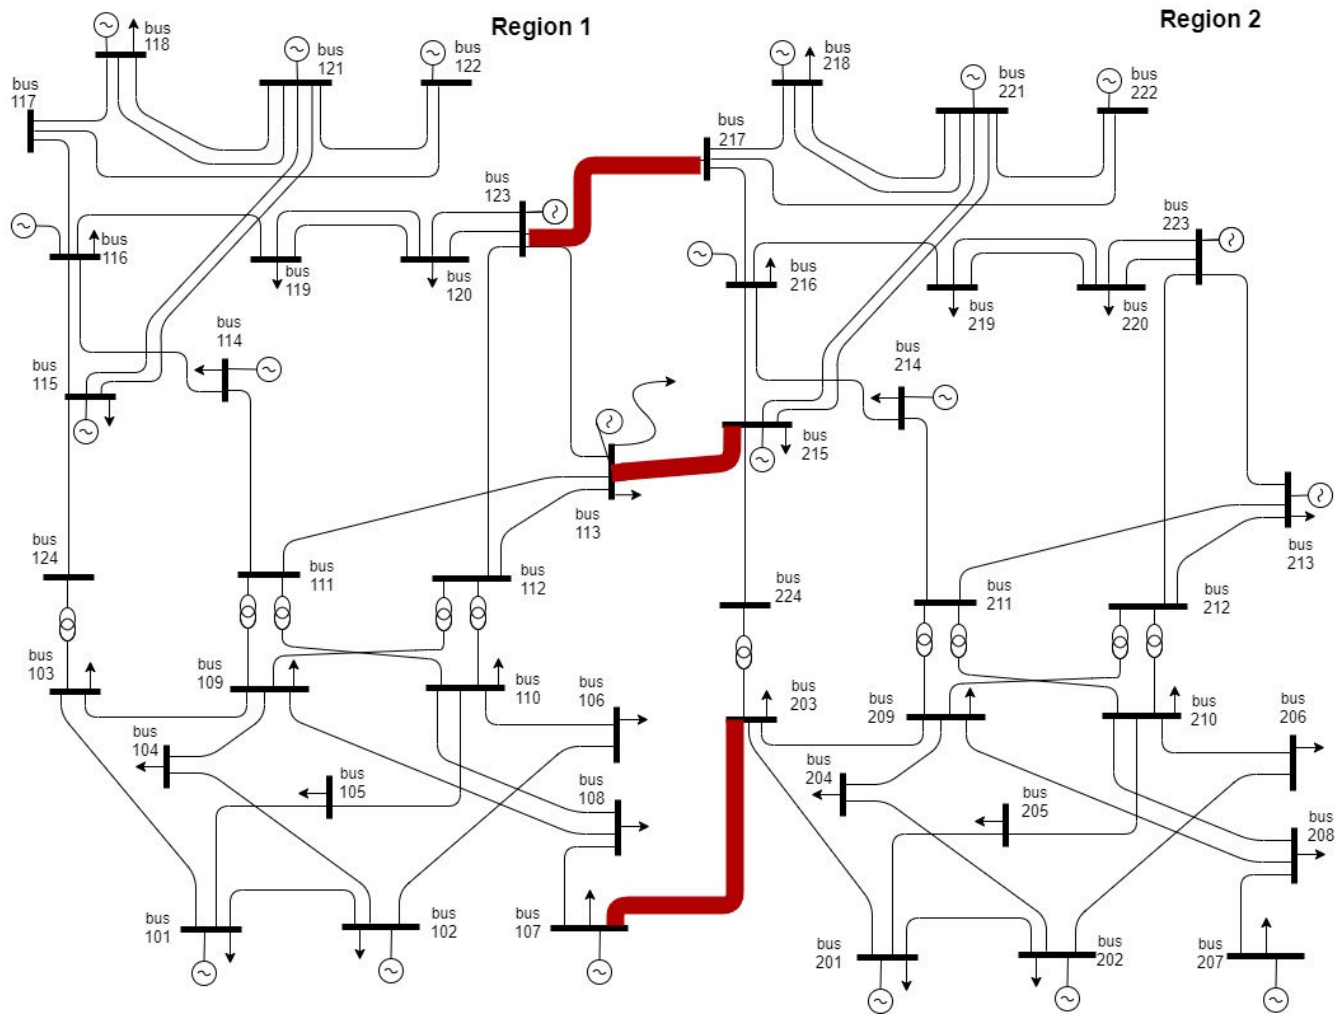 Region 1
Region 2
bus
118
bus
121
bus
122
bus
117
bus
123
bus
116
bus
119
bus
120
bus
114
bus
115
bus
113
bus
124
bus
111
bus
112
bus
103
bus
109
bus
110
bus
106
bus
104
bus
105
bus
108
bus
101
bus
102
bus
107
bus
218
bus
221
bus
222
bus
217
bus
223
bus
216
bus
219
bus
220
bus
214
bus
215
bus
213
bus
224
bus
211
bus
212
bus
203
bus
209
bus
210
bus
206
bus
204
bus
205
bus
208
bus
201
bus
202
bus
207